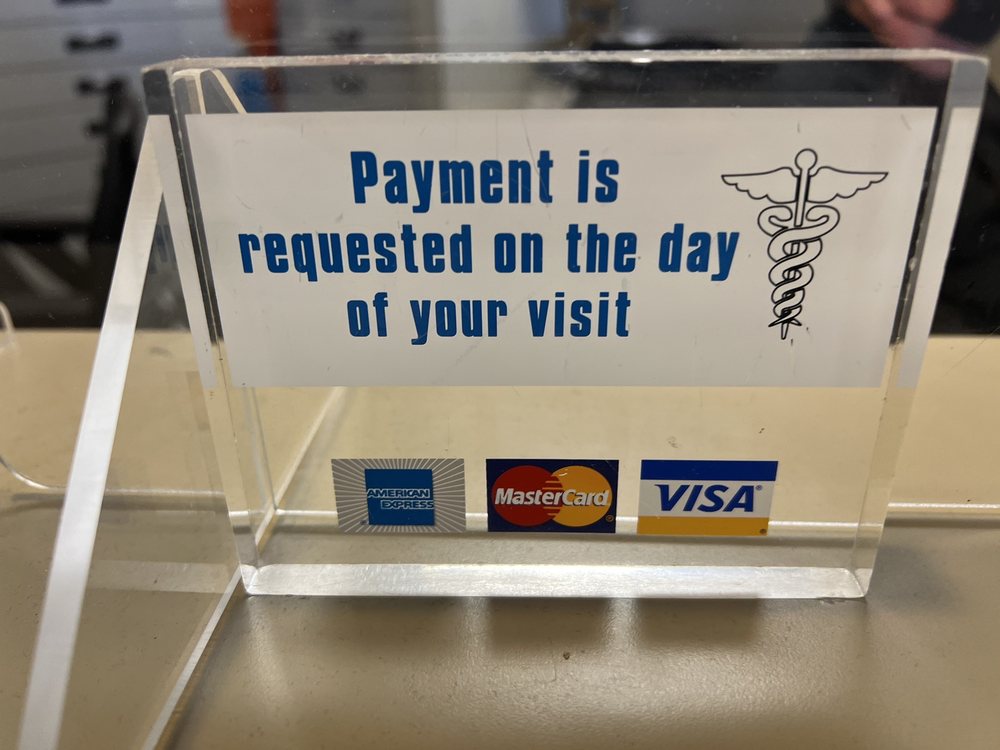 Payment is
requested on the day
of your visit
AMERICAN
EXPRESS
MasterCard
VISA